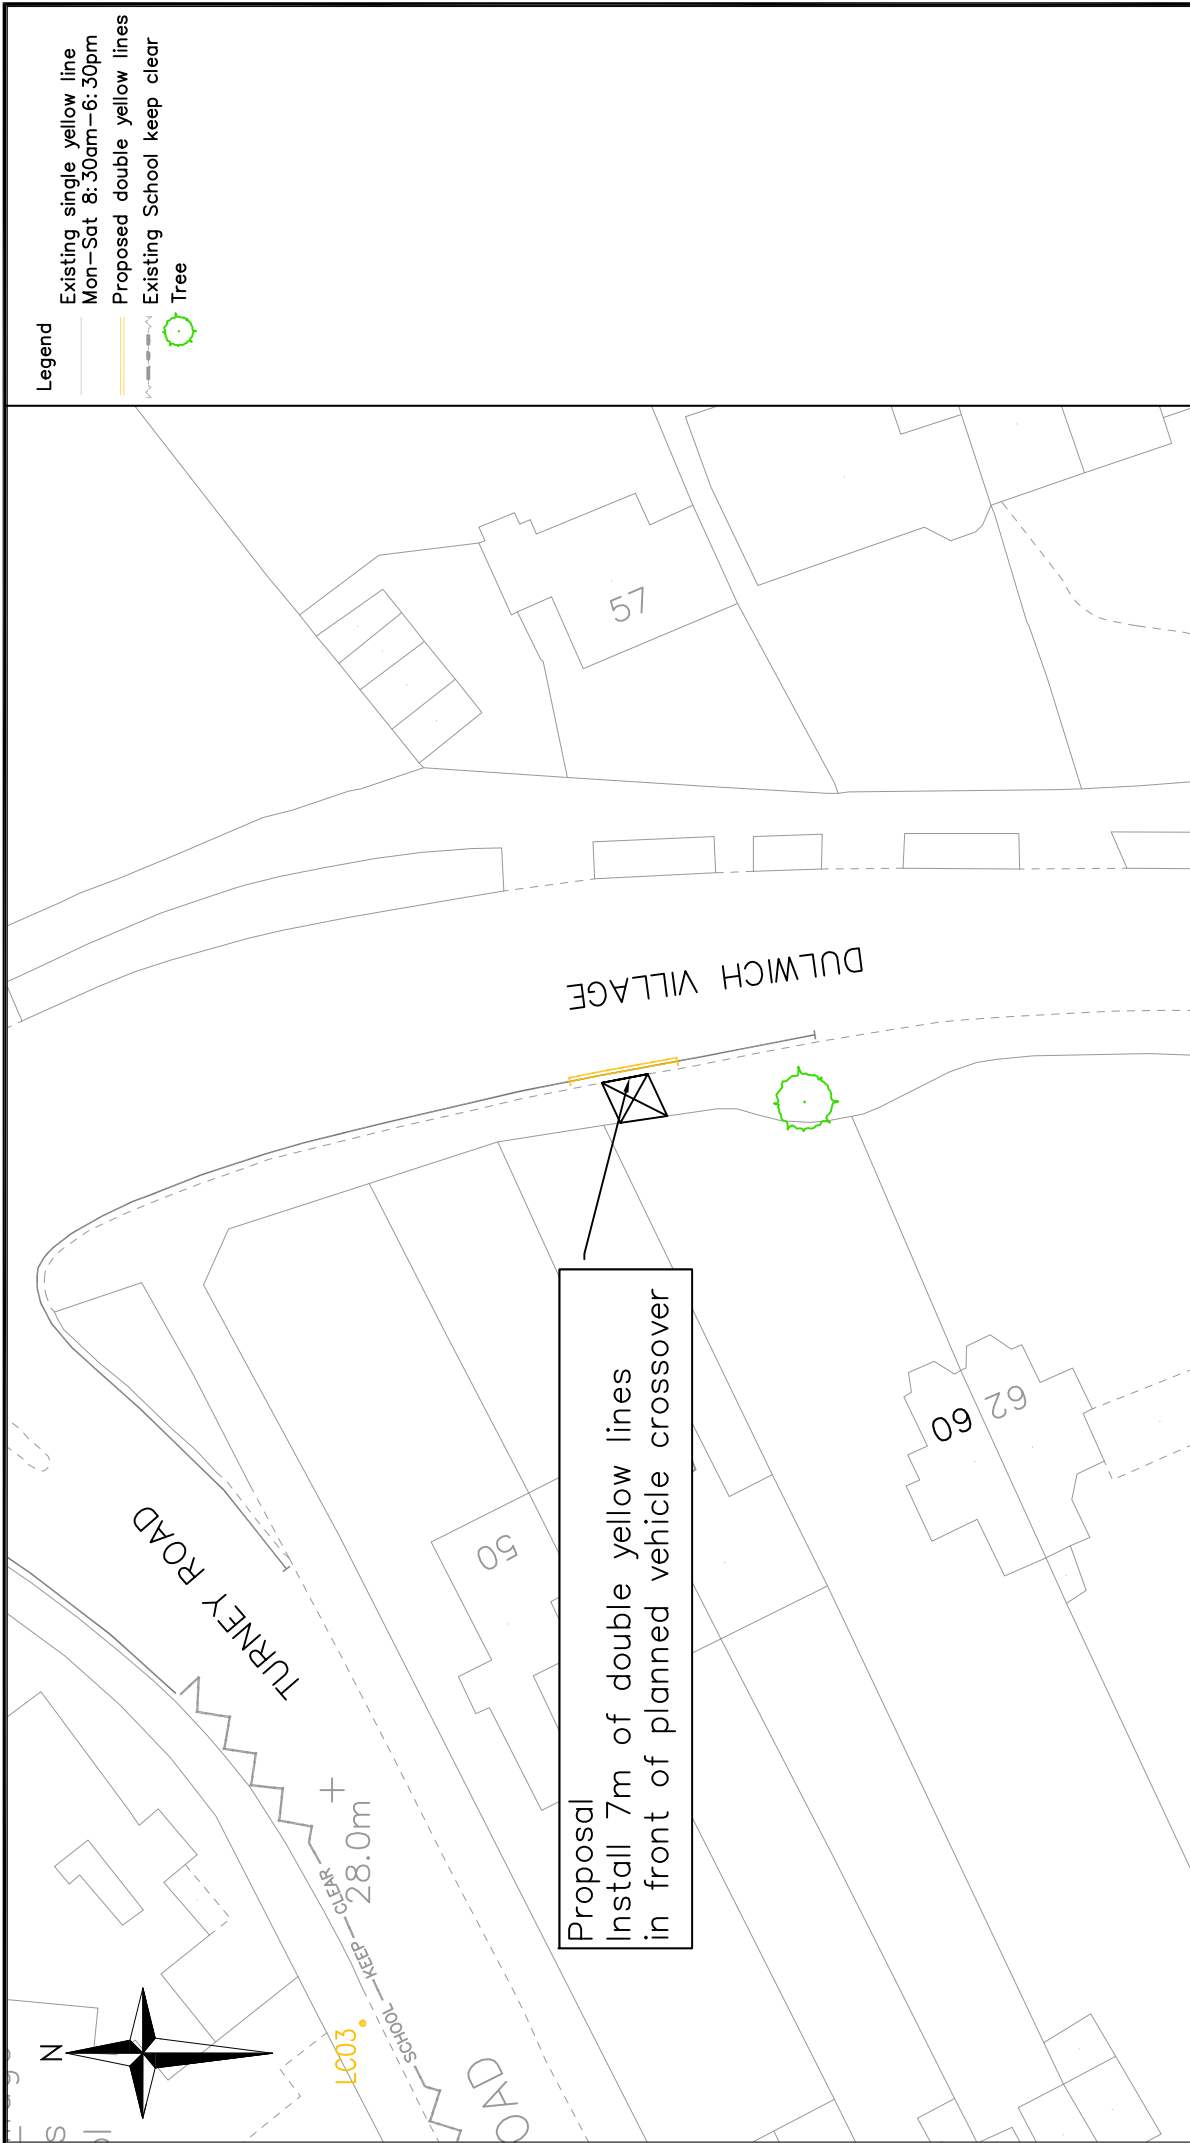 Legend
Existing single yellow line
Mon-Sat 8:30am-6:30pm
Proposed double yellow lines
Existing School keep clear
Tree
N
TURNEY ROAD
DULWICH VILLAGE
57
50
60
62
28.0m
SCHOOL KEEP CLEAR
LC03
Proposal
Install 7m of double yellow lines
in front of planned vehicle crossover